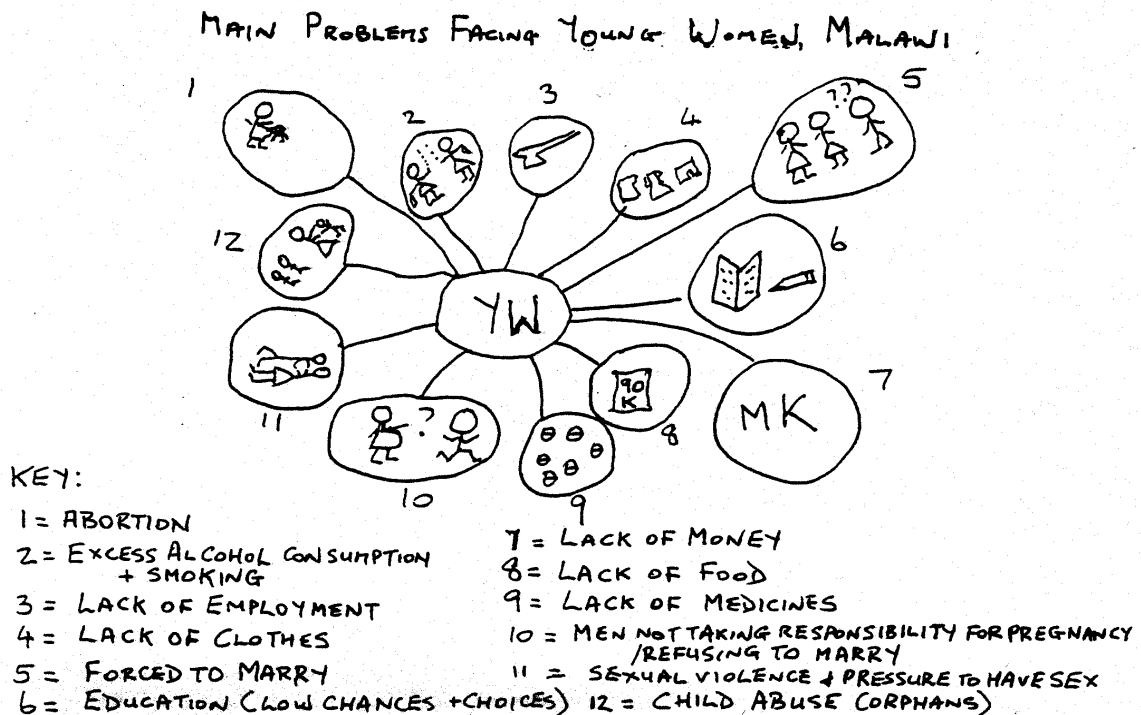 MAIN PROBLEMS FACING YOUNG WOMEN, MALAWI
1
2
3
4
5
??
6
12
YW
7
MK
90
K
8
11
?
10
9
KEY:
1 = ABORTION
2 = EXCESS ALCOHOL CONSUMPTION
+ SMOKING
3 = LACK OF EMPLOYMENT
4 = LACK OF CLOTHES
5 = FORCED TO MARRY
6 = EDUCATION (LOW CHANCES + CHOICES)
7 = LACK OF MONEY
8 = LACK OF FOOD
9 = LACK OF MEDICINES
10 = MEN NOT TAKING RESPONSIBILITY FOR PREGNANCY
/REFUSING TO MARRY
11 = SEXUAL VIOLENCE + PRESSURE TO HAVE SEX
12 = CHILD ABUSE (ORPHANS)